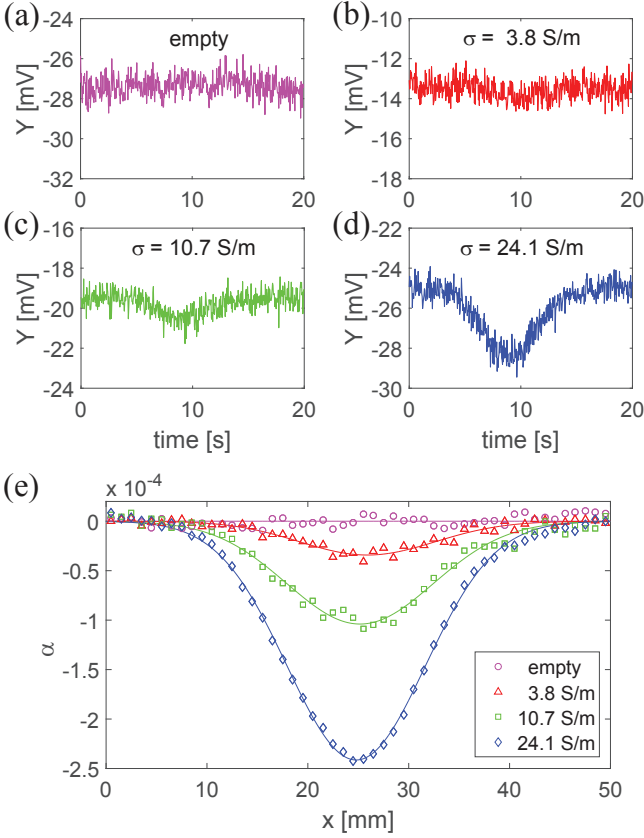 (a)
empty
Y [mV]
-24
-26
-28
-30
-32
0
10
20
(b)
σ = 3.8 S/m
Y [mV]
-10
-12
-14
-16
-18
0
10
20
(c)
σ = 10.7 S/m
Y [mV]
-16
-18
-20
-22
-24
0
10
20
time [s]
(d)
σ = 24.1 S/m
Y [mV]
-22
-24
-26
-28
-30
0
10
20
time [s]
(e)
x 10⁻⁴
α
0
-0.5
-1
-1.5
-2
-2.5
0
10
20
30
40
50
x [mm]
empty
3.8 S/m
10.7 S/m
24.1 S/m